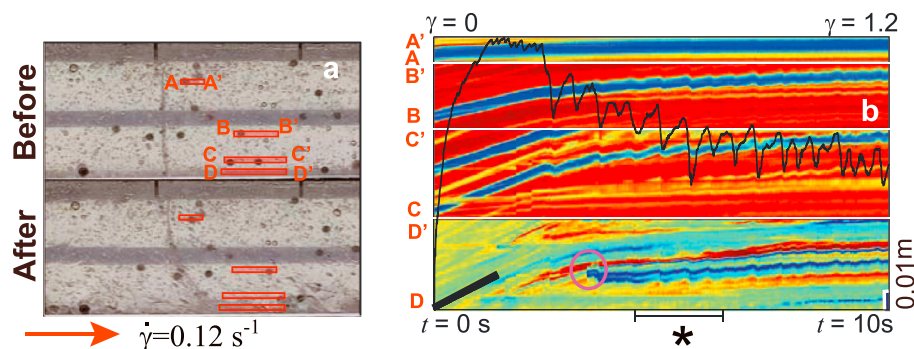 Before
After
a
A A'
B B'
C C'
D D'
γ̇=0.12 s⁻¹
γ = 0
γ = 1.2
A'
A
B'
B
b
C'
C
D'
D
0.01m
t = 0 s
t = 10s
*